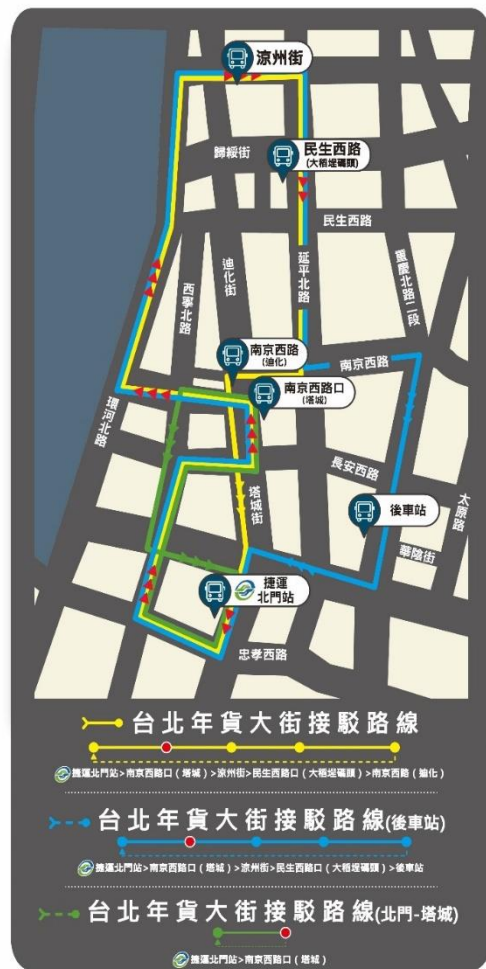 涼州街
民生西路
(大稻埕碼頭)
歸綏街
民生西路
迪化街
延平北路
重慶北路二段
西寧北路
南京西路
(迪化)
南京西路
南京西路口
(塔城)
環河北路
長安西路
塔城街
太原路
後車站
華陰街
捷運
北門站
忠孝西路
台北年貨大街接駁路線
捷運北門站>南京西路口(塔城)>涼州街>民生西路口(大稻埕碼頭)>南京西路(迪化)
台北年貨大街接駁路線(後車站)
捷運北門站>南京西路口(塔城)>涼州街>民生西路口(大稻埕碼頭)>後車站
台北年貨大街接駁路線(北門-塔城)
捷運北門站>南京西路口(塔城)